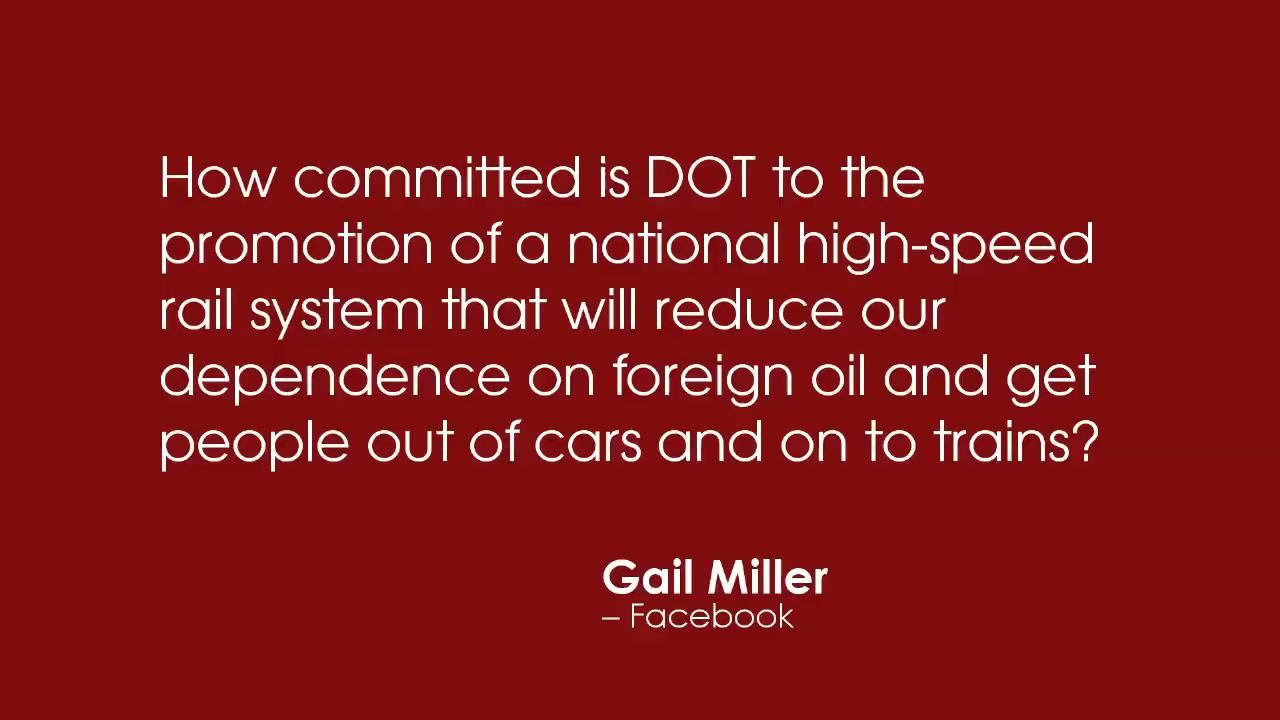 How committed is DOT to the
promotion of a national high-speed
rail system that will reduce our
dependence on foreign oil and get
people out of cars and on to trains?
Gail Miller
– Facebook